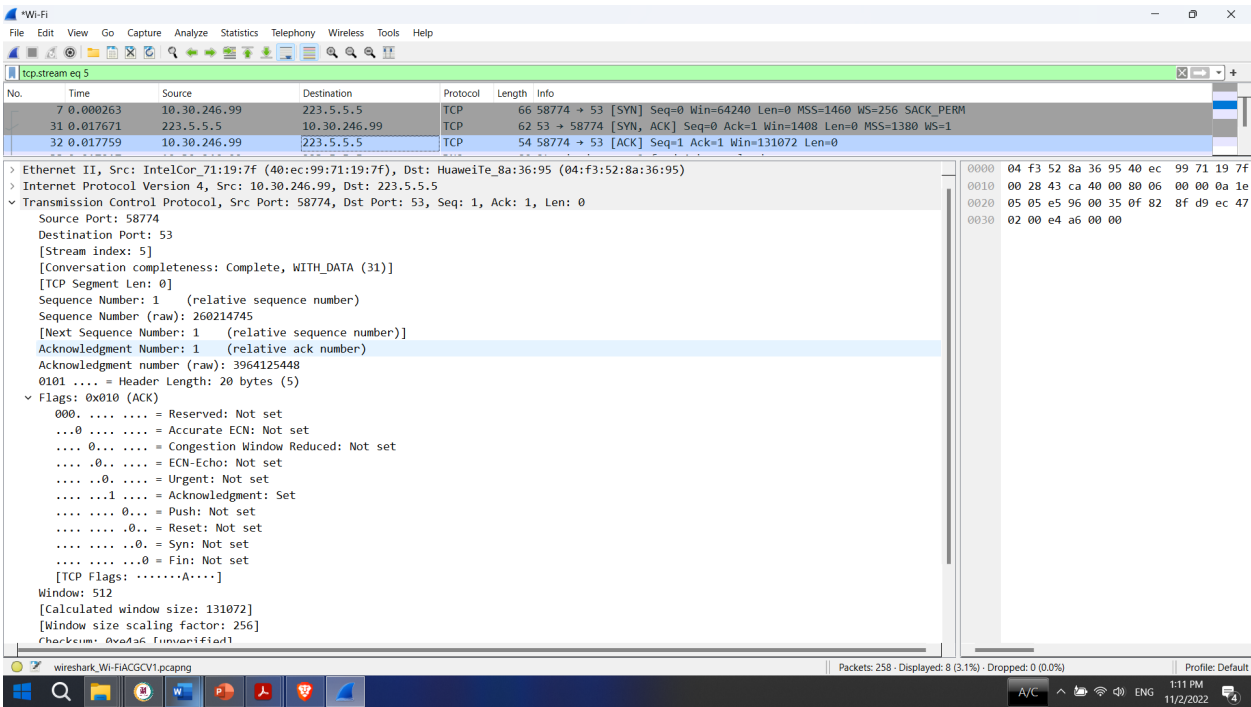 *Wi-Fi
File Edit View Go Capture Analyze Statistics Telephony Wireless Tools Help
tcp.stream eq 5
No. Time Source Destination Protocol Length Info
7 0.000263 10.30.246.99 223.5.5.5 TCP 66 58774 → 53 [SYN] Seq=0 Win=64240 Len=0 MSS=1460 WS=256 SACK_PERM
31 0.017671 223.5.5.5 10.30.246.99 TCP 62 53 → 58774 [SYN, ACK] Seq=0 Ack=1 Win=1408 Len=0 MSS=1380 WS=1
32 0.017759 10.30.246.99 223.5.5.5 TCP 54 58774 → 53 [ACK] Seq=1 Ack=1 Win=131072 Len=0
Ethernet II, Src: IntelCor_71:19:7f (40:ec:99:71:19:7f), Dst: HuaweiTe_8a:36:95 (04:f3:52:8a:36:95)
Internet Protocol Version 4, Src: 10.30.246.99, Dst: 223.5.5.5
Transmission Control Protocol, Src Port: 58774, Dst Port: 53, Seq: 1, Ack: 1, Len: 0
Source Port: 58774
Destination Port: 53
[Stream index: 5]
[Conversation completeness: Complete, WITH_DATA (31)]
[TCP Segment Len: 0]
Sequence Number: 1 (relative sequence number)
Sequence Number (raw): 260214745
[Next Sequence Number: 1 (relative sequence number)]
Acknowledgment Number: 1 (relative ack number)
Acknowledgment number (raw): 3964125448
0101 .... = Header Length: 20 bytes (5)
Flags: 0x010 (ACK)
000. .... .... = Reserved: Not set
...0 .... .... = Accurate ECN: Not set
.... 0... .... = Congestion Window Reduced: Not set
.... .0.. .... = ECN-Echo: Not set
.... ..0. .... = Urgent: Not set
.... ...1 .... = Acknowledgment: Set
.... .... 0... = Push: Not set
.... .... .0.. = Reset: Not set
.... .... ..0. = Syn: Not set
.... .... ...0 = Fin: Not set
[TCP Flags: ·······A····]
Window: 512
[Calculated window size: 131072]
[Window size scaling factor: 256]
Checksum: 0xe4a6 [unverified]
0000 04 f3 52 8a 36 95 40 ec 99 71 19 7f
0010 00 28 43 ca 40 00 80 06 00 00 0a 1e
0020 05 05 e5 96 00 35 0f 82 8f d9 ec 47
0030 02 00 e4 a6 00 00
wireshark_Wi-FiACGCV1.pcapng Packets: 258 · Displayed: 8 (3.1%) · Dropped: 0 (0.0%) Profile: Default
A/C ENG 1:11 PM 4
11/2/2022